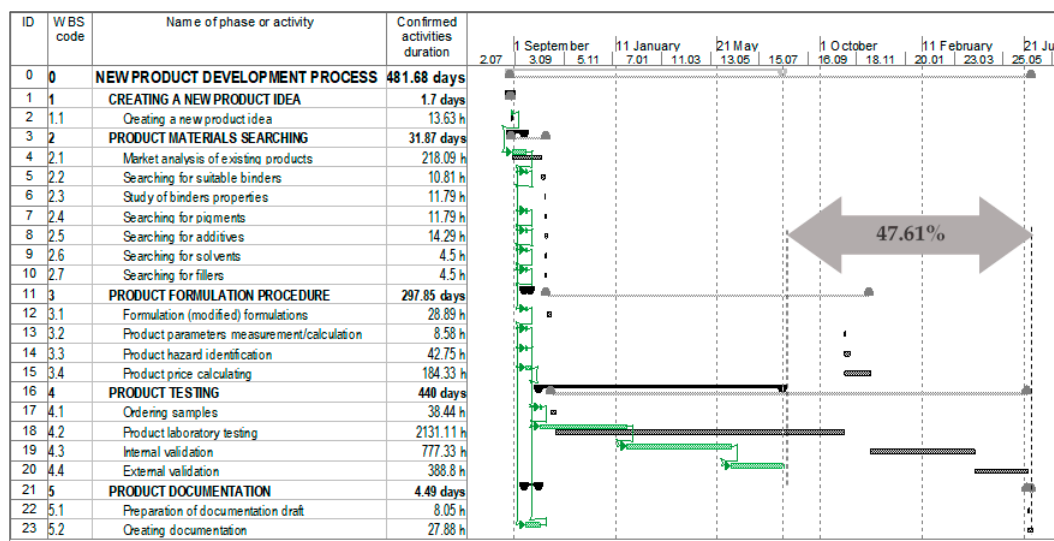 ID WBS code Name of phase or activity Confirmed activities duration
1 September 11 January 21 May 1 October 11 February 21 Ju
2.07 3.09 5.11 7.01 11.03 13.05 15.07 16.09 18.11 20.01 23.03 25.05
0 0 NEW PRODUCT DEVELOPMENT PROCESS 481.68 days
1 1 CREATING A NEW PRODUCT IDEA 1.7 days
2 1.1 Creating a new product idea 13.63 h
3 2 PRODUCT MATERIALS SEARCHING 31.87 days
4 2.1 Market analysis of existing products 218.09 h
5 2.2 Searching for suitable binders 10.81 h
6 2.3 Study of binders properties 11.79 h
7 2.4 Searching for pigments 11.79 h
8 2.5 Searching for additives 14.29 h
9 2.6 Searching for solvents 4.5 h
10 2.7 Searching for fillers 4.5 h
11 3 PRODUCT FORMULATION PROCEDURE 297.85 days
12 3.1 Formulation (modified) formulations 28.89 h
13 3.2 Product parameters measurement/calculation 8.58 h
14 3.3 Product hazard identification 42.75 h
15 3.4 Product price calculating 184.33 h
16 4 PRODUCT TESTING 440 days
17 4.1 Ordering samples 38.44 h
18 4.2 Product laboratory testing 2131.11 h
19 4.3 Internal validation 777.33 h
20 4.4 External validation 388.8 h
21 5 PRODUCT DOCUMENTATION 4.49 days
22 5.1 Preparation of documentation draft 8.05 h
23 5.2 Creating documentation 27.88 h
47.61%